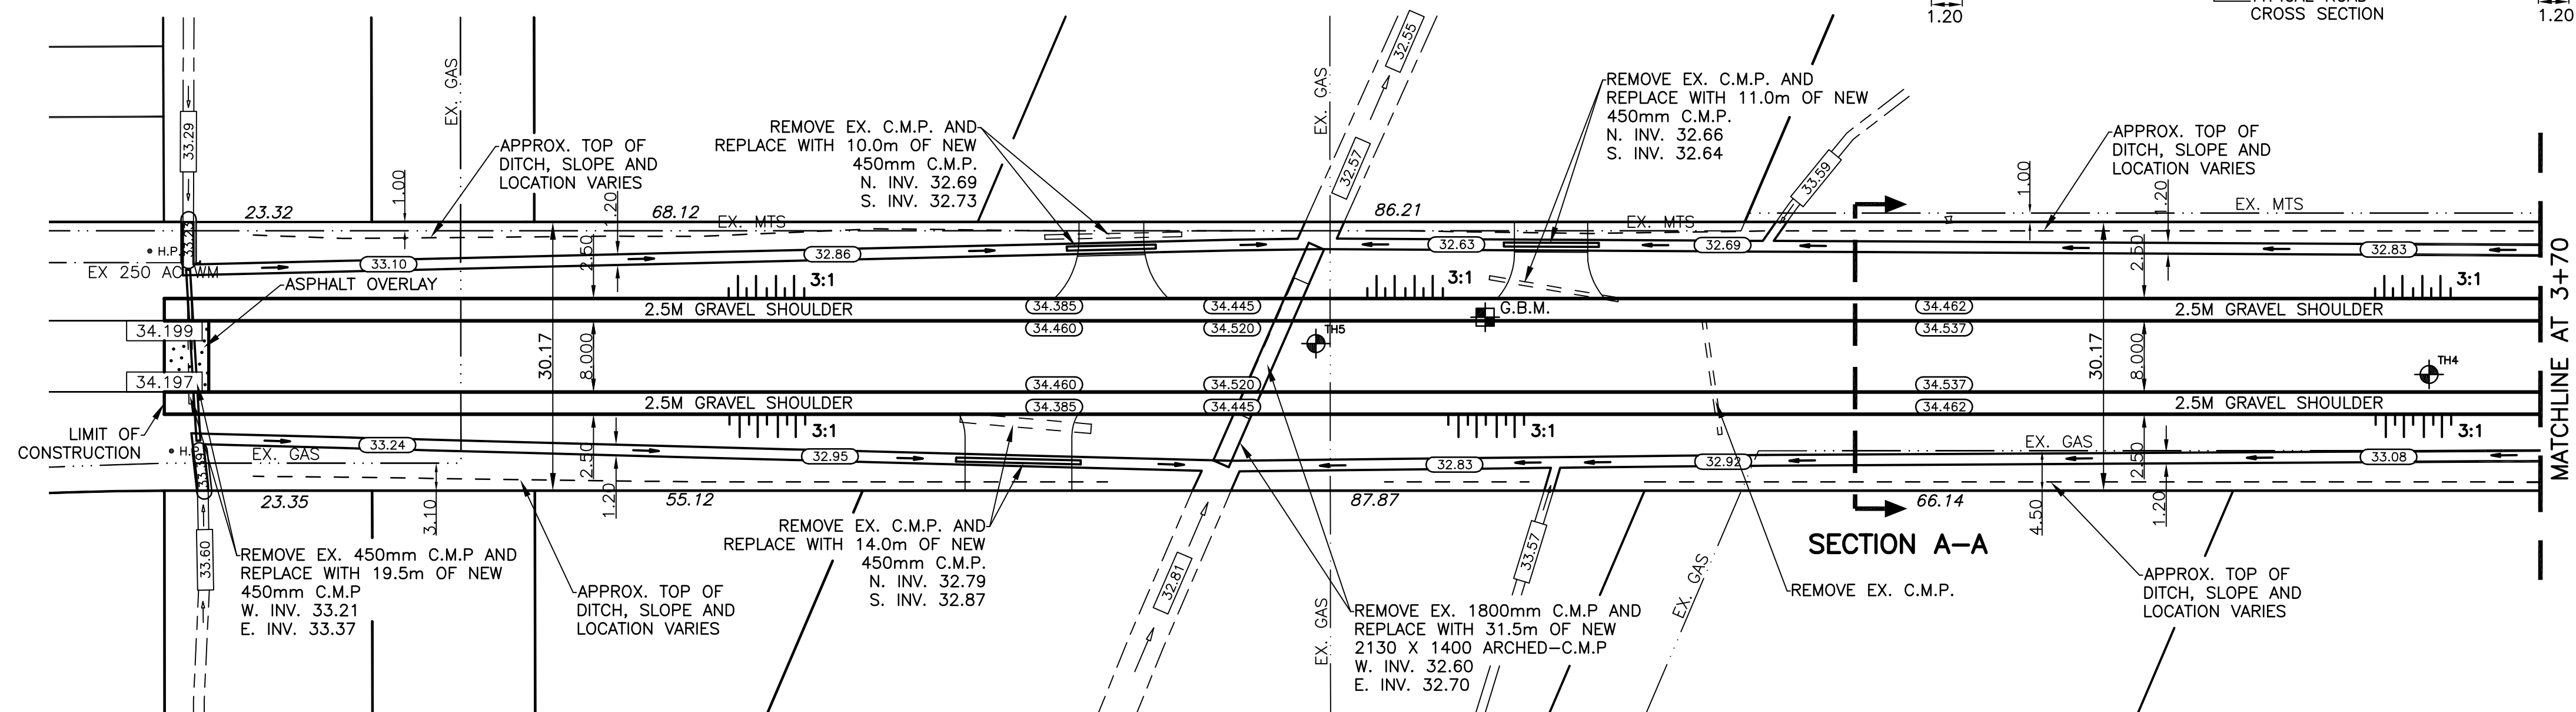 1.20
TYPICAL ROAD
CROSS SECTION
1.20
EX. GAS
EX. GAS
33.29
32.55
32.57
33.59
REMOVE EX. C.M.P. AND
REPLACE WITH 10.0m OF NEW
450mm C.M.P.
N. INV. 32.69
S. INV. 32.73
REMOVE EX. C.M.P. AND
REPLACE WITH 11.0m OF NEW
450mm C.M.P.
N. INV. 32.66
S. INV. 32.64
APPROX. TOP OF
DITCH, SLOPE AND
LOCATION VARIES
APPROX. TOP OF
DITCH, SLOPE AND
LOCATION VARIES
1.00
1.20
1.00
1.20
23.32
68.12
86.21
EX. MTS
EX. MTS
EX. MTS
H.P.
33.23
EX 250 AC WM
33.10
32.86
32.63
32.69
32.83
2.50
2.50
ASPHALT OVERLAY
3:1
3:1
3:1
2.5M GRAVEL SHOULDER
34.385
34.445
G.B.M.
34.462
2.5M GRAVEL SHOULDER
34.199
34.460
34.520
TH5
34.537
30.17
8.000
30.17
8.000
TH4
MATCHLINE AT 3+70
34.197
34.460
34.520
34.537
2.5M GRAVEL SHOULDER
34.385
34.445
34.462
2.5M GRAVEL SHOULDER
3:1
3:1
3:1
LIMIT OF
CONSTRUCTION
H.P.
33.39
EX. GAS
33.24
32.95
32.83
32.92
EX. GAS
33.08
2.50
2.50
1.20
1.20
3.10
4.50
23.35
55.12
87.87
66.14
SECTION A-A
33.60
32.81
33.57
EX. GAS
EX. GAS
REMOVE EX. 450mm C.M.P AND
REPLACE WITH 19.5m OF NEW
450mm C.M.P
W. INV. 33.21
E. INV. 33.37
APPROX. TOP OF
DITCH, SLOPE AND
LOCATION VARIES
REMOVE EX. C.M.P. AND
REPLACE WITH 14.0m OF NEW
450mm C.M.P.
N. INV. 32.79
S. INV. 32.87
REMOVE EX. 1800mm C.M.P AND
REPLACE WITH 31.5m OF NEW
2130 X 1400 ARCHED-C.M.P
W. INV. 32.60
E. INV. 32.70
REMOVE EX. C.M.P.
APPROX. TOP OF
DITCH, SLOPE AND
LOCATION VARIES